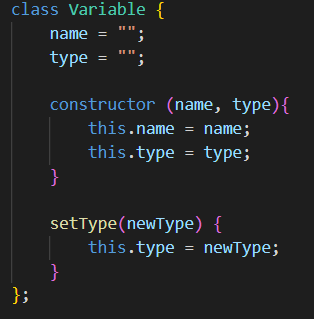 class Variable {
    name = "";
    type = "";

    constructor (name, type){
        this.name = name;
        this.type = type;
    }

    setType(newType) {
        this.type = newType;
    }
};